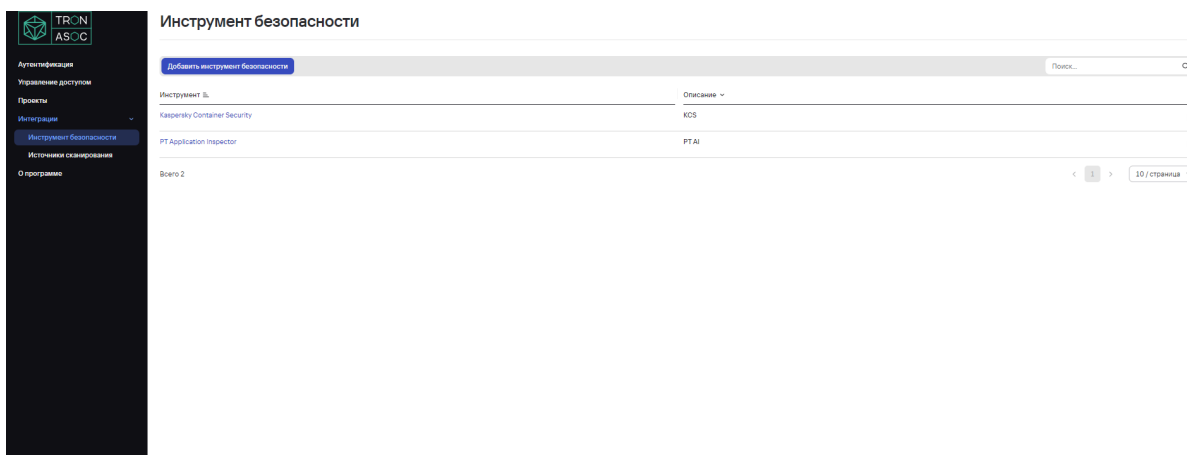 TRON
ASOC
Аутентификация
Управление доступом
Проекты
Интеграции
Инструмент безопасности
Источники сканирования
О программе
Инструмент безопасности
Добавить инструмент безопасности
Поиск...
Инструмент
Описание
Kaspersky Container Security
KCS
PT Application Inspector
PT AI
Всего 2
1
10 / страница